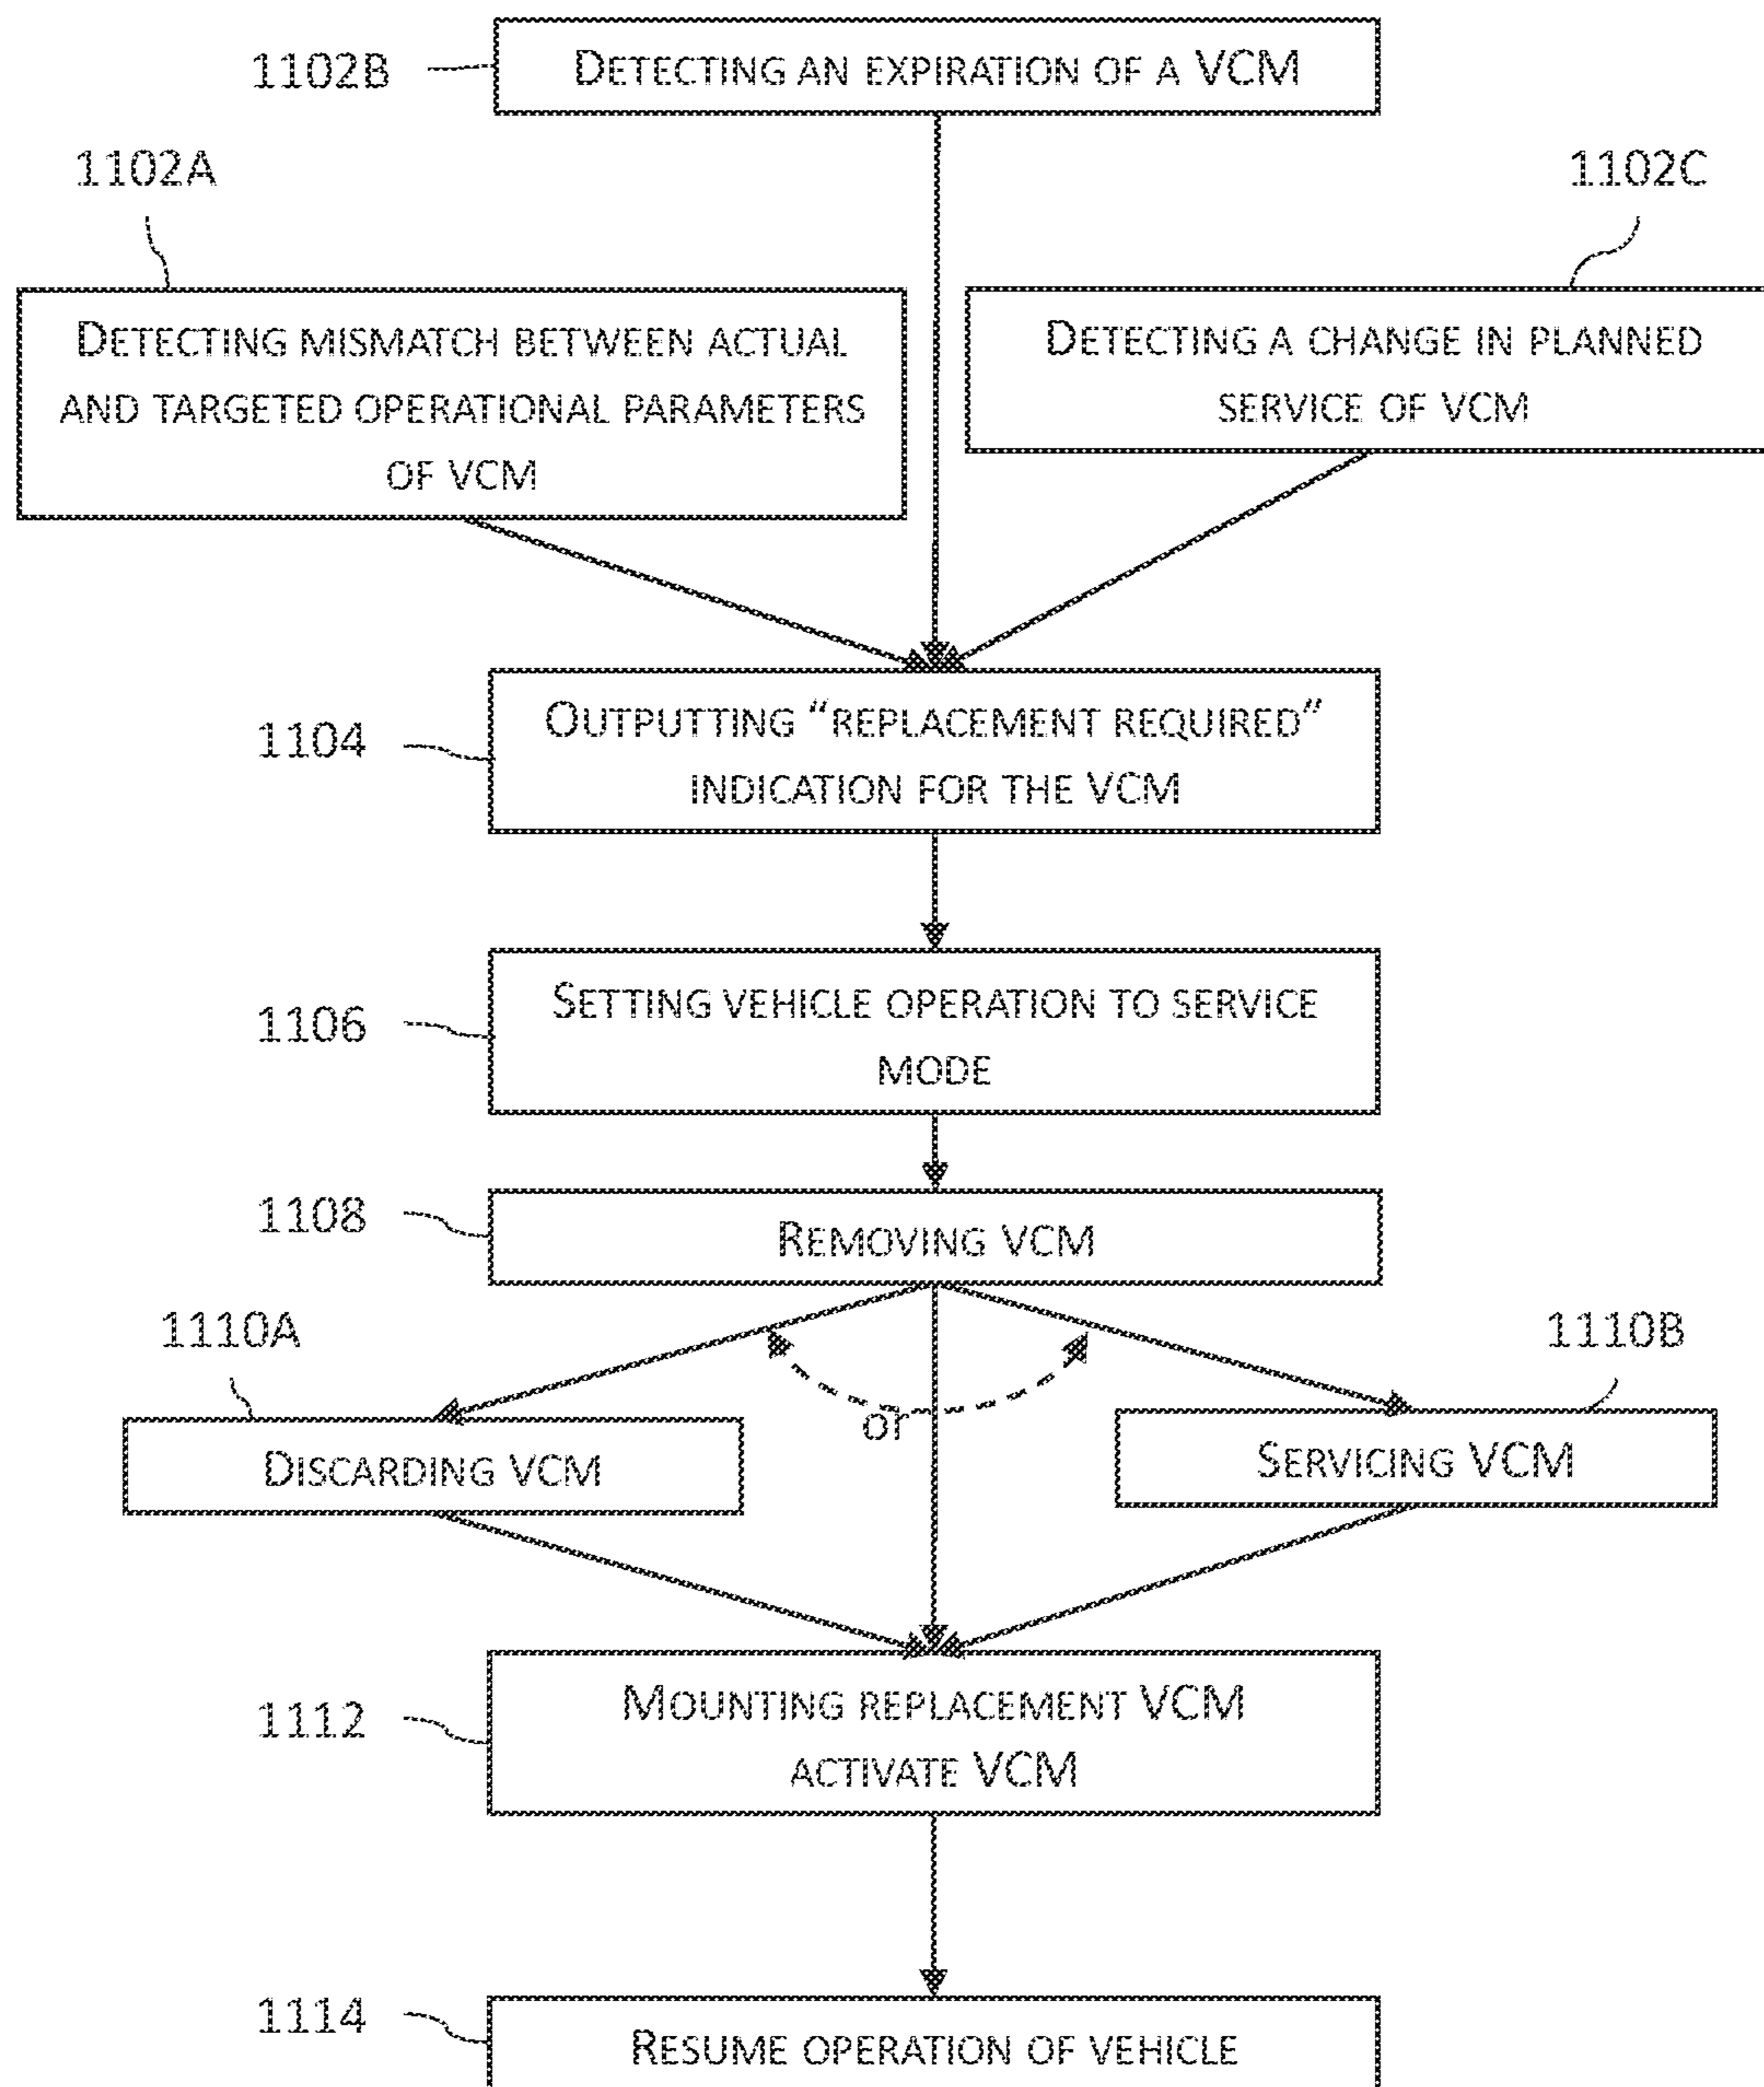 1102B
DETECTING AN EXPIRATION OF A VCM
1102A
1102C
DETECTING MISMATCH BETWEEN ACTUAL
AND TARGETED OPERATIONAL PARAMETERS
OF VCM
DETECTING A CHANGE IN PLANNED
SERVICE OF VCM
1104
OUTPUTTING “REPLACEMENT REQUIRED”
INDICATION FOR THE VCM
1106
SETTING VEHICLE OPERATION TO SERVICE
MODE
1108
REMOVING VCM
1110A
1110B
or
DISCARDING VCM
SERVICING VCM
1112
MOUNTING REPLACEMENT VCM
ACTIVATE VCM
1114
RESUME OPERATION OF VEHICLE